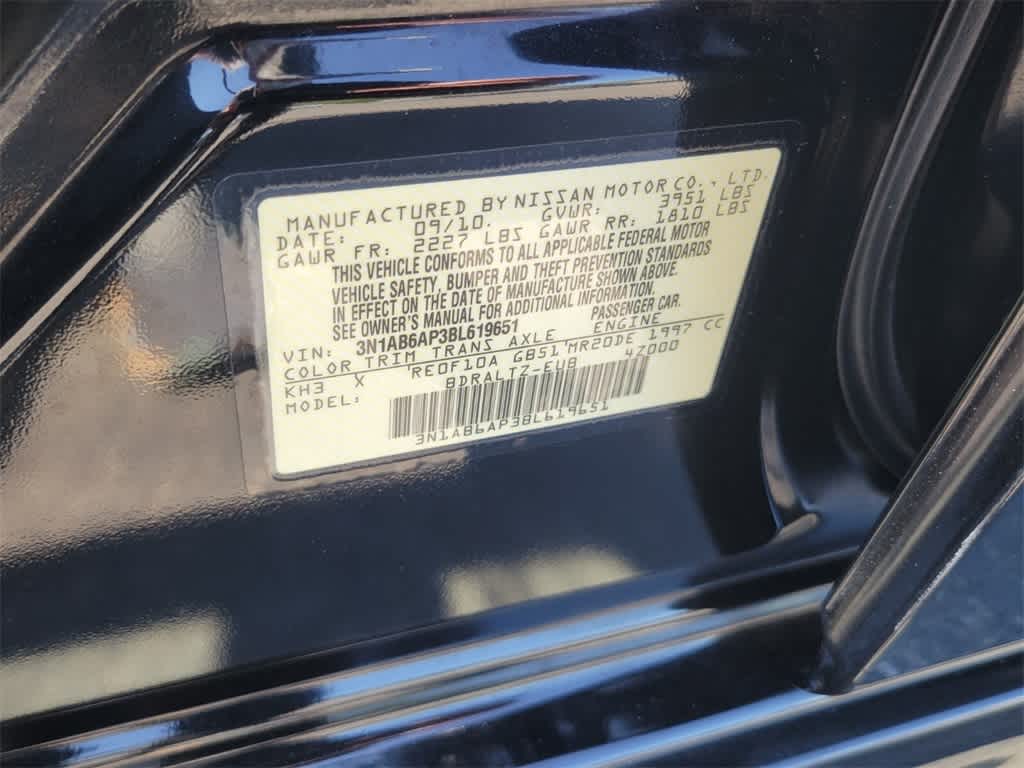 MANUFACTURED BY NISSAN MOTOR CO., LTD.
DATE: 09/10. GVWR: 3951 LBS
GAWR FR: 2227 LBS GAWR RR: 1810 LBS
THIS VEHICLE CONFORMS TO ALL APPLICABLE FEDERAL MOTOR
VEHICLE SAFETY, BUMPER AND THEFT PREVENTION STANDARDS
IN EFFECT ON THE DATE OF MANUFACTURE SHOWN ABOVE.
SEE OWNER'S MANUAL FOR ADDITIONAL INFORMATION.
VIN: 3N1AB6AP3BL619651 PASSENGER CAR.
COLOR TRIM TRANS AXLE ENGINE
KH3 X RE0F10A GB51 MR20DE 1997 CC
MODEL: BDRALTZ-EUB 4Z000
3N1AB6AP3BL619651